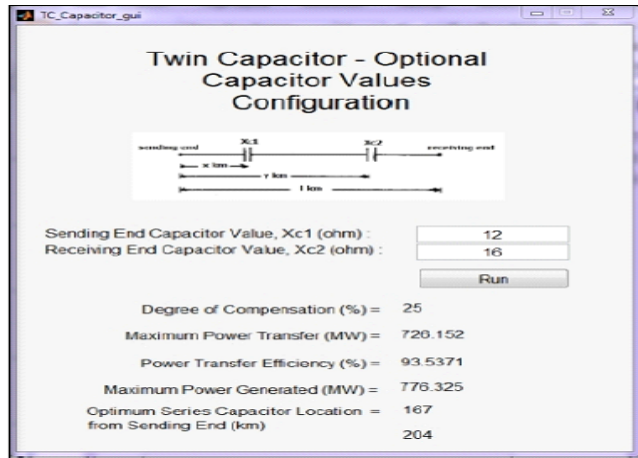 TC_Capacitor_gui
Twin Capacitor - Optional
Capacitor Values
Configuration
sending end Xc1 Xc2 receiving end
x km
y km
l km
Sending End Capacitor Value, Xc1 (ohm) : 12
Receiving End Capacitor Value, Xc2 (ohm) : 16
Run
Degree of Compensation (%) = 25
Maximum Power Transfer (MW) = 726.152
Power Transfer Efficiency (%) = 93.5371
Maximum Power Generated (MW) = 776.325
Optimum Series Capacitor Location = 167
from Sending End (km)
204